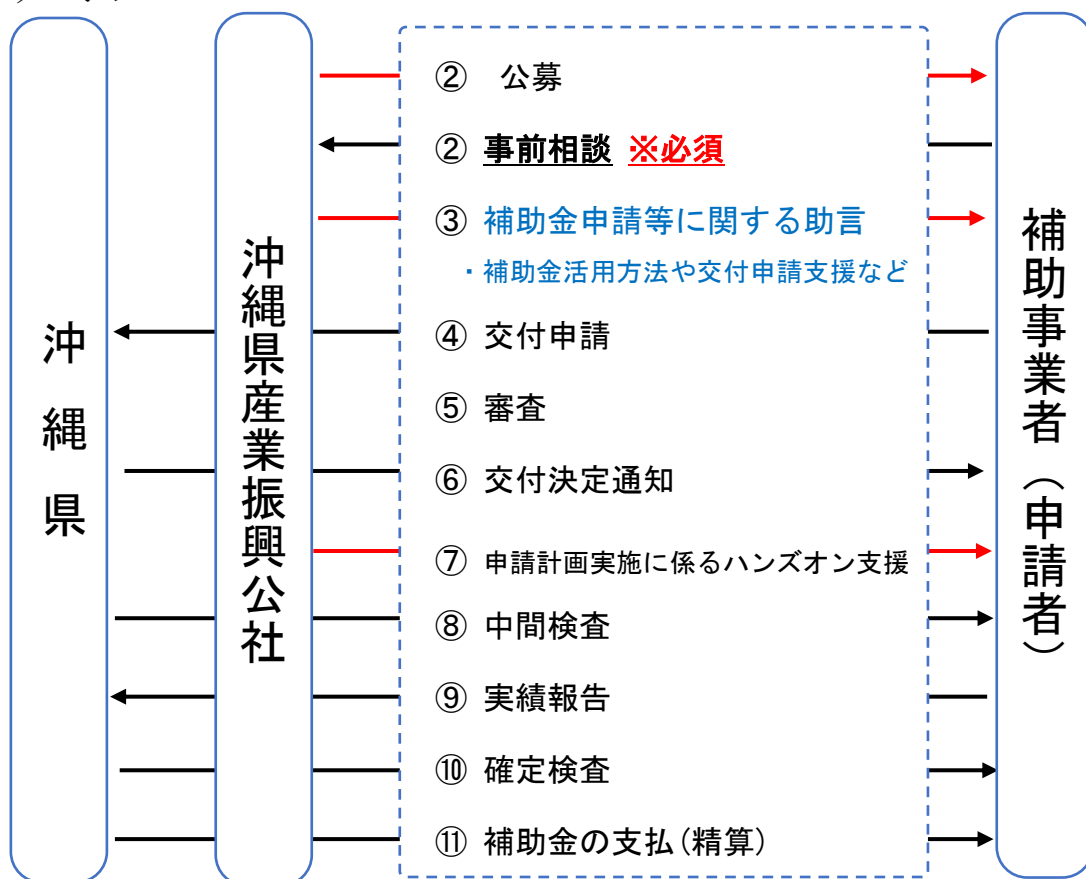 ② 公募
② 事前相談 ※必須
③ 補助金申請等に関する助言
・補助金活用方法や交付申請支援など
④ 交付申請
⑤ 審査
⑥ 交付決定通知
⑦ 申請計画実施に係るハンズオン支援
⑧ 中間検査
⑨ 実績報告
⑩ 確定検査
⑪ 補助金の支払(精算)
沖縄県
沖縄県産業振興公社
補助事業者(申請者)